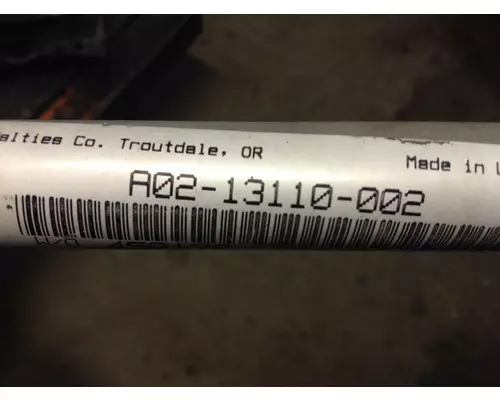 alties Co. Troutdale, OR
Made in
A02-13110-002
W/O